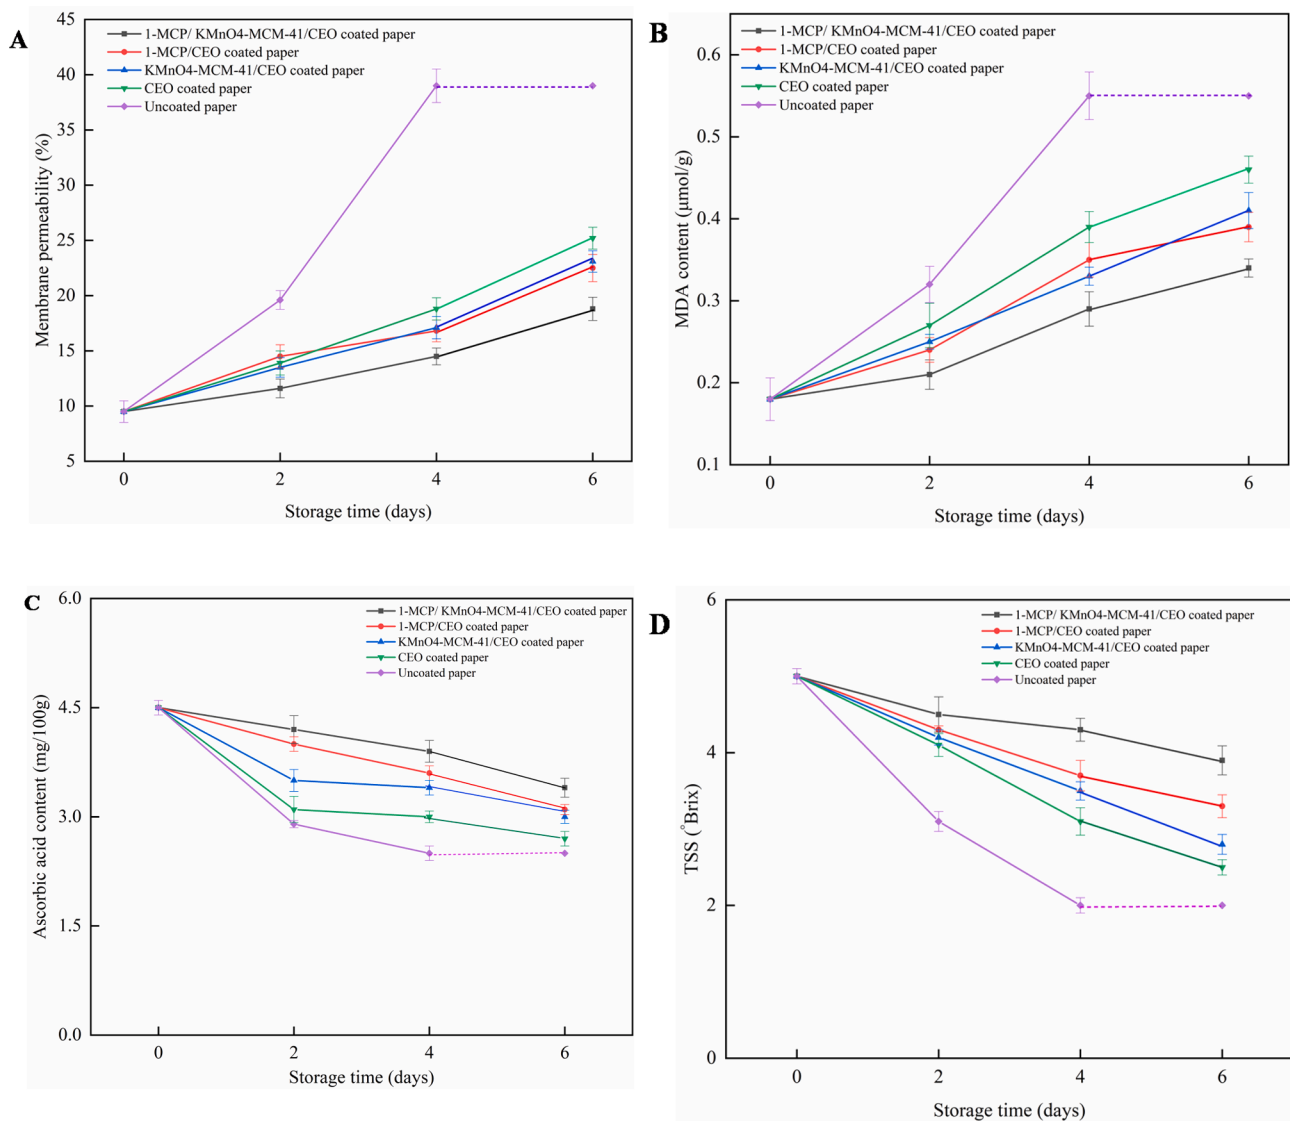 A
45
40
35
30
25
20
15
10
5
Membrane permeability (%)
1-MCP/ KMnO4-MCM-41/CEO coated paper
1-MCP/CEO coated paper
KMnO4-MCM-41/CEO coated paper
CEO coated paper
Uncoated paper
0 2 4 6
Storage time (days)
B
0.6
0.5
0.4
0.3
0.2
0.1
MDA content (μmol/g)
1-MCP/ KMnO4-MCM-41/CEO coated paper
1-MCP/CEO coated paper
KMnO4-MCM-41/CEO coated paper
CEO coated paper
Uncoated paper
0 2 4 6
Storage time (days)
C
6.0
4.5
3.0
1.5
0.0
Ascorbic acid content (mg/100g)
1-MCP/ KMnO4-MCM-41/CEO coated paper
1-MCP/CEO coated paper
KMnO4-MCM-41/CEO coated paper
CEO coated paper
Uncoated paper
0 2 4 6
Storage time (days)
D
6
4
2
0
TSS (°Brix)
1-MCP/ KMnO4-MCM-41/CEO coated paper
1-MCP/CEO coated paper
KMnO4-MCM-41/CEO coated paper
CEO coated paper
Uncoated paper
0 2 4 6
Storage time (days)